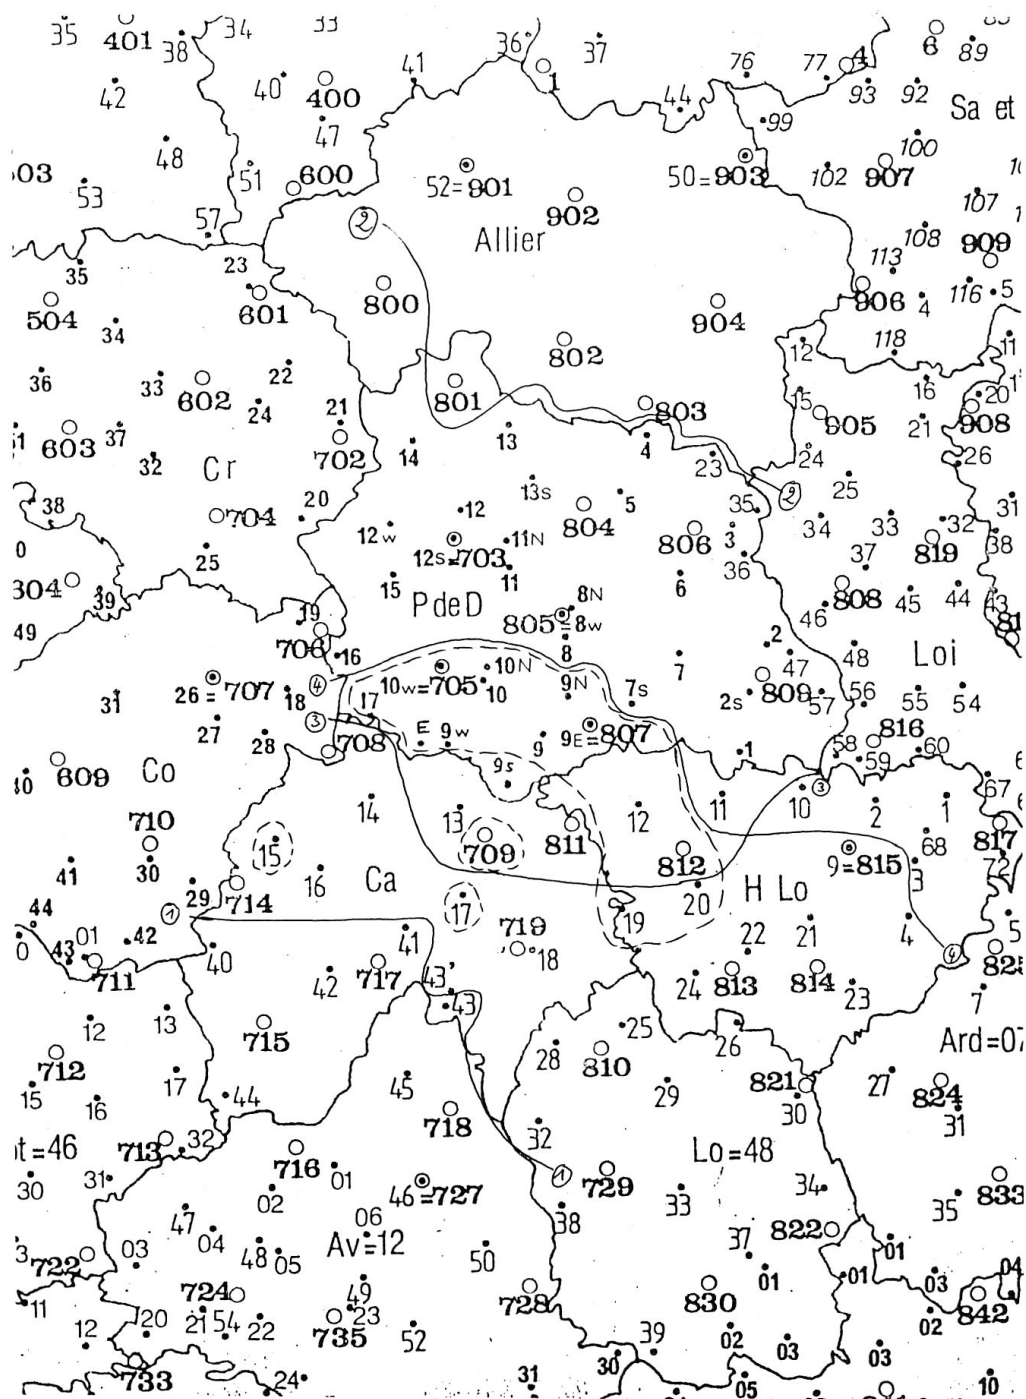 35 401 38 34 33 36 37 76 77 4 6 89
42 40 400 41 1 44 93 92
47 99 Sa et
48 51 600 52=901 50=903 102 907 100
53 902 107
57 2 Allier 108 909
35 23 113 116 5
504 601 800 904 906 4
34 802 118 12 11
36 33 602 22 801 16 20
24 21 803 15 905 21 908
603 37 702 14 13 4 23 24 26
32 Cr 13s 5 35 2 25
38 704 20 12w 12 804 34 33 32
12s=703 11N 806 3 819 38
25 11 36 37
304 39 15 PdeD 8N 6 808 45 44 43
49 19 805=8w 46
706 16 8 2 47 48 Loi
26=707 18 4 10w=705 10N 10 9N 7 7s 2s 809 57 56 55 54
31 27 3 17 E 9w 9 9E=807 816
28 708 1 58 59 60
609 Co 9s 10 3 67
710 14 13 12 11 2 1
15 709 811 68 817
41 30 812 9=815 3 72
29 714 16 Ca 17 20 H Lo
44 1 19
43 01 42 41 719 22 21 4
711 40 42 717 43' 18 24 813 814 4 825
13 43 23 7
12 715 25 26 Ard=07
712 28 810
15 17 45 29 821 27 824
16 44 718 30 31
t=46 713 32 716 32 Lo=48
30 31 01 46=727 1 729 33 34 35 833
02 38
47 06 822
722 03 04 48 05 Av=12 50 37 01
49 01 01 03 04
11 724 23 728 830 842
12 20 21 54 22 735 52 02 03 02
733 39 30 03
24 31 05 10